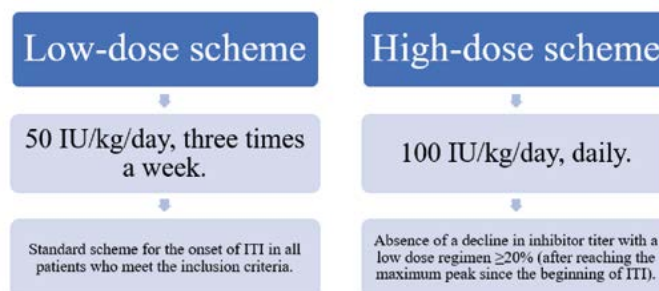 Low-dose scheme
50 IU/kg/day, three times
a week.
Standard scheme for the onset of ITI in all
patients who meet the inclusion criteria.
High-dose scheme
100 IU/kg/day, daily.
Absence of a decline in inhibitor titer with a
low dose regimen ≥20% (after reaching the
maximum peak since the beginning of ITI).